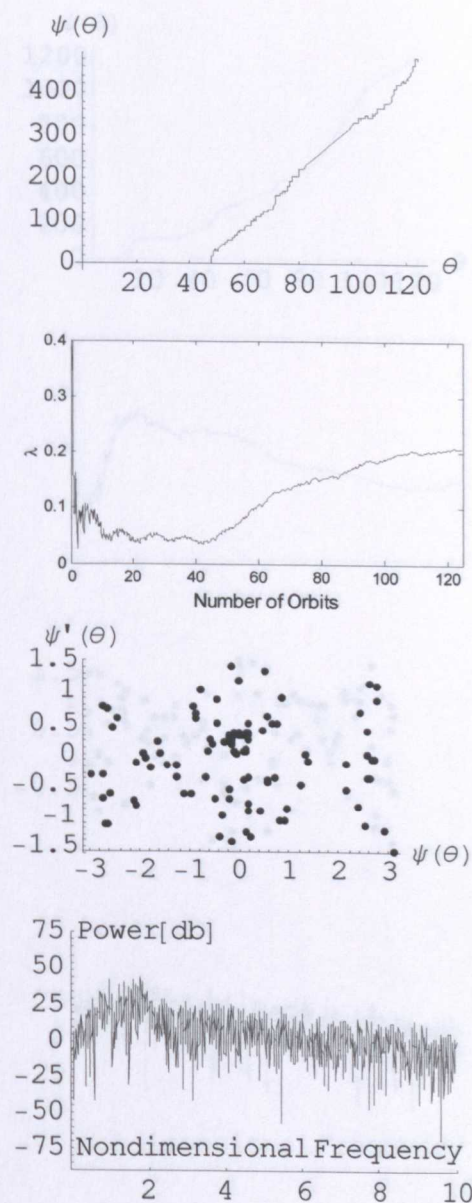 ψ(θ)
400
300
200
100
0
20 40 60 80 100 120 θ
0.4
0.3
0.2
λ
0.1
0
0 20 40 60 80 100 120
Number of Orbits
ψ'(θ)
1.5
1
0.5
0
-0.5
-1
-1.5
-3 -2 -1 0 1 2 3 ψ(θ)
75 Power[db]
50
25
0
-25
-50
-75 Nondimensional Frequency
2 4 6 8 10